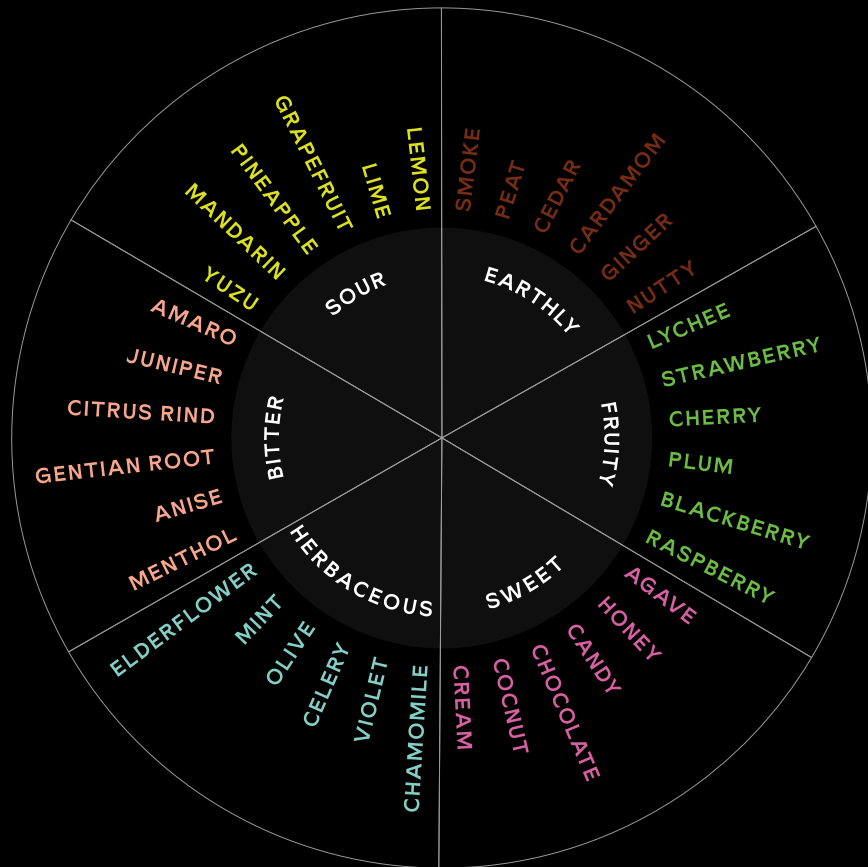 EARTHLY
SMOKE
PEAT
CEDAR
CARDAMOM
GINGER
NUTTY
FRUITY
LYCHEE
STRAWBERRY
CHERRY
PLUM
BLACKBERRY
RASPBERRY
SWEET
AGAVE
HONEY
CANDY
CHOCOLATE
COCNUT
CREAM
HERBACEOUS
CHAMOMILE
VIOLET
CELERY
OLIVE
MINT
ELDERFLOWER
BITTER
MENTHOL
ANISE
GENTIAN ROOT
CITRUS RIND
JUNIPER
AMARO
SOUR
YUZU
MANDARIN
PINEAPPLE
GRAPEFRUIT
LIME
LEMON